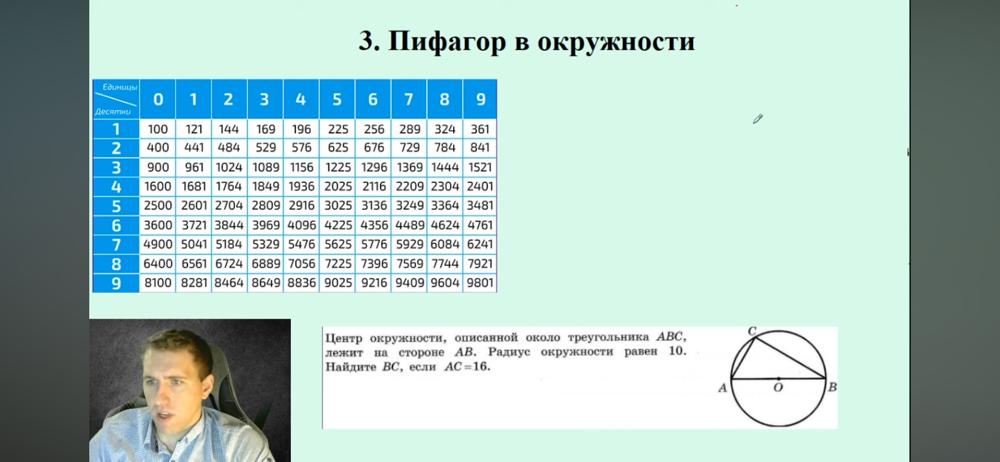 3. Пифагор в окружности
Единицы
Десятки
0 1 2 3 4 5 6 7 8 9
1 100 121 144 169 196 225 256 289 324 361
2 400 441 484 529 576 625 676 729 784 841
3 900 961 1024 1089 1156 1225 1296 1369 1444 1521
4 1600 1681 1764 1849 1936 2025 2116 2209 2304 2401
5 2500 2601 2704 2809 2916 3025 3136 3249 3364 3481
6 3600 3721 3844 3969 4096 4225 4356 4489 4624 4761
7 4900 5041 5184 5329 5476 5625 5776 5929 6084 6241
8 6400 6561 6724 6889 7056 7225 7396 7569 7744 7921
9 8100 8281 8464 8649 8836 9025 9216 9409 9604 9801
Центр окружности, описанной около треугольника ABC,
лежит на стороне AB. Радиус окружности равен 10.
Найдите BC, если AC=16.
C
A O B